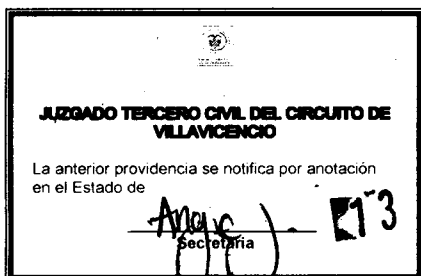 JUZGADO TERCERO CIVIL DEL CIRCUITO DE
VILLAVICENCIO
La anterior providencia se notifica por anotación
en el Estado de
Secretaria